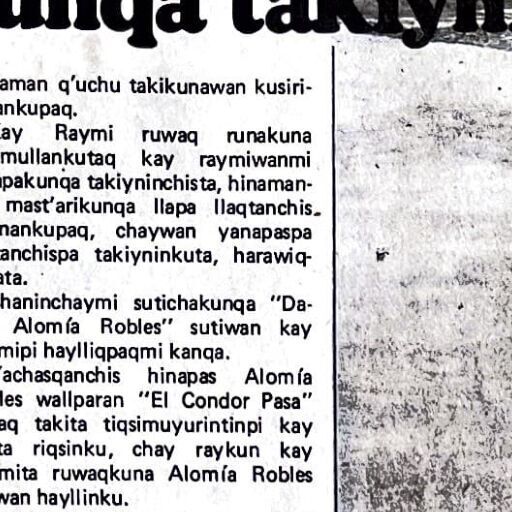 unqa takiyn
aman q'uchu takikunawan kusiri-
ankupaq.
ay Raymi ruwaq runakuna
mullankutaq kay raymiwanmi
apakunqa takiyninchista, hinaman-
mast'arikunqa llapa llaqtanchis
nankupaq, chaywan yanapaspa
anchispa takiyninkuta, harawiq-
ata.
haninchaymi sutichakunqa "Da-
Alomía Robles" sutiwan kay
mipi haylliqpaqmi kanqa.
'achasqanchis hinapas Alomía
les wallparan "El Condor Pasa"
aq takita tiqsimuyurintinpi kay
ta riqsinku, chay raykun kay
mita ruwaqkuna Alomía Robles
wan hayllinku.